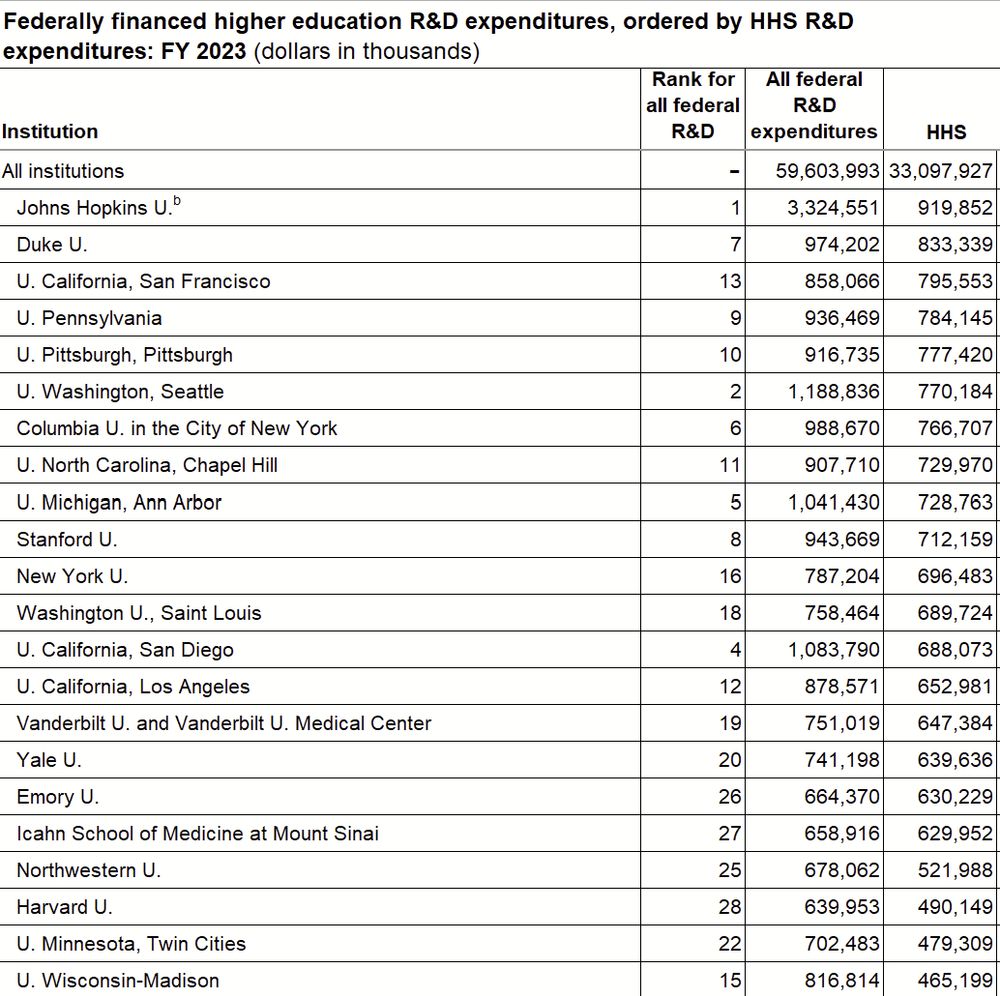 Federally financed higher education R&D expenditures, ordered by HHS R&D
expenditures: FY 2023 (dollars in thousands)
Institution Rank for all federal R&D All federal R&D expenditures HHS
All institutions – 59,603,993 33,097,927
Johns Hopkins U.b 1 3,324,551 919,852
Duke U. 7 974,202 833,339
U. California, San Francisco 13 858,066 795,553
U. Pennsylvania 9 936,469 784,145
U. Pittsburgh, Pittsburgh 10 916,735 777,420
U. Washington, Seattle 2 1,188,836 770,184
Columbia U. in the City of New York 6 988,670 766,707
U. North Carolina, Chapel Hill 11 907,710 729,970
U. Michigan, Ann Arbor 5 1,041,430 728,763
Stanford U. 8 943,669 712,159
New York U. 16 787,204 696,483
Washington U., Saint Louis 18 758,464 689,724
U. California, San Diego 4 1,083,790 688,073
U. California, Los Angeles 12 878,571 652,981
Vanderbilt U. and Vanderbilt U. Medical Center 19 751,019 647,384
Yale U. 20 741,198 639,636
Emory U. 26 664,370 630,229
Icahn School of Medicine at Mount Sinai 27 658,916 629,952
Northwestern U. 25 678,062 521,988
Harvard U. 28 639,953 490,149
U. Minnesota, Twin Cities 22 702,483 479,309
U. Wisconsin-Madison 15 816,814 465,199